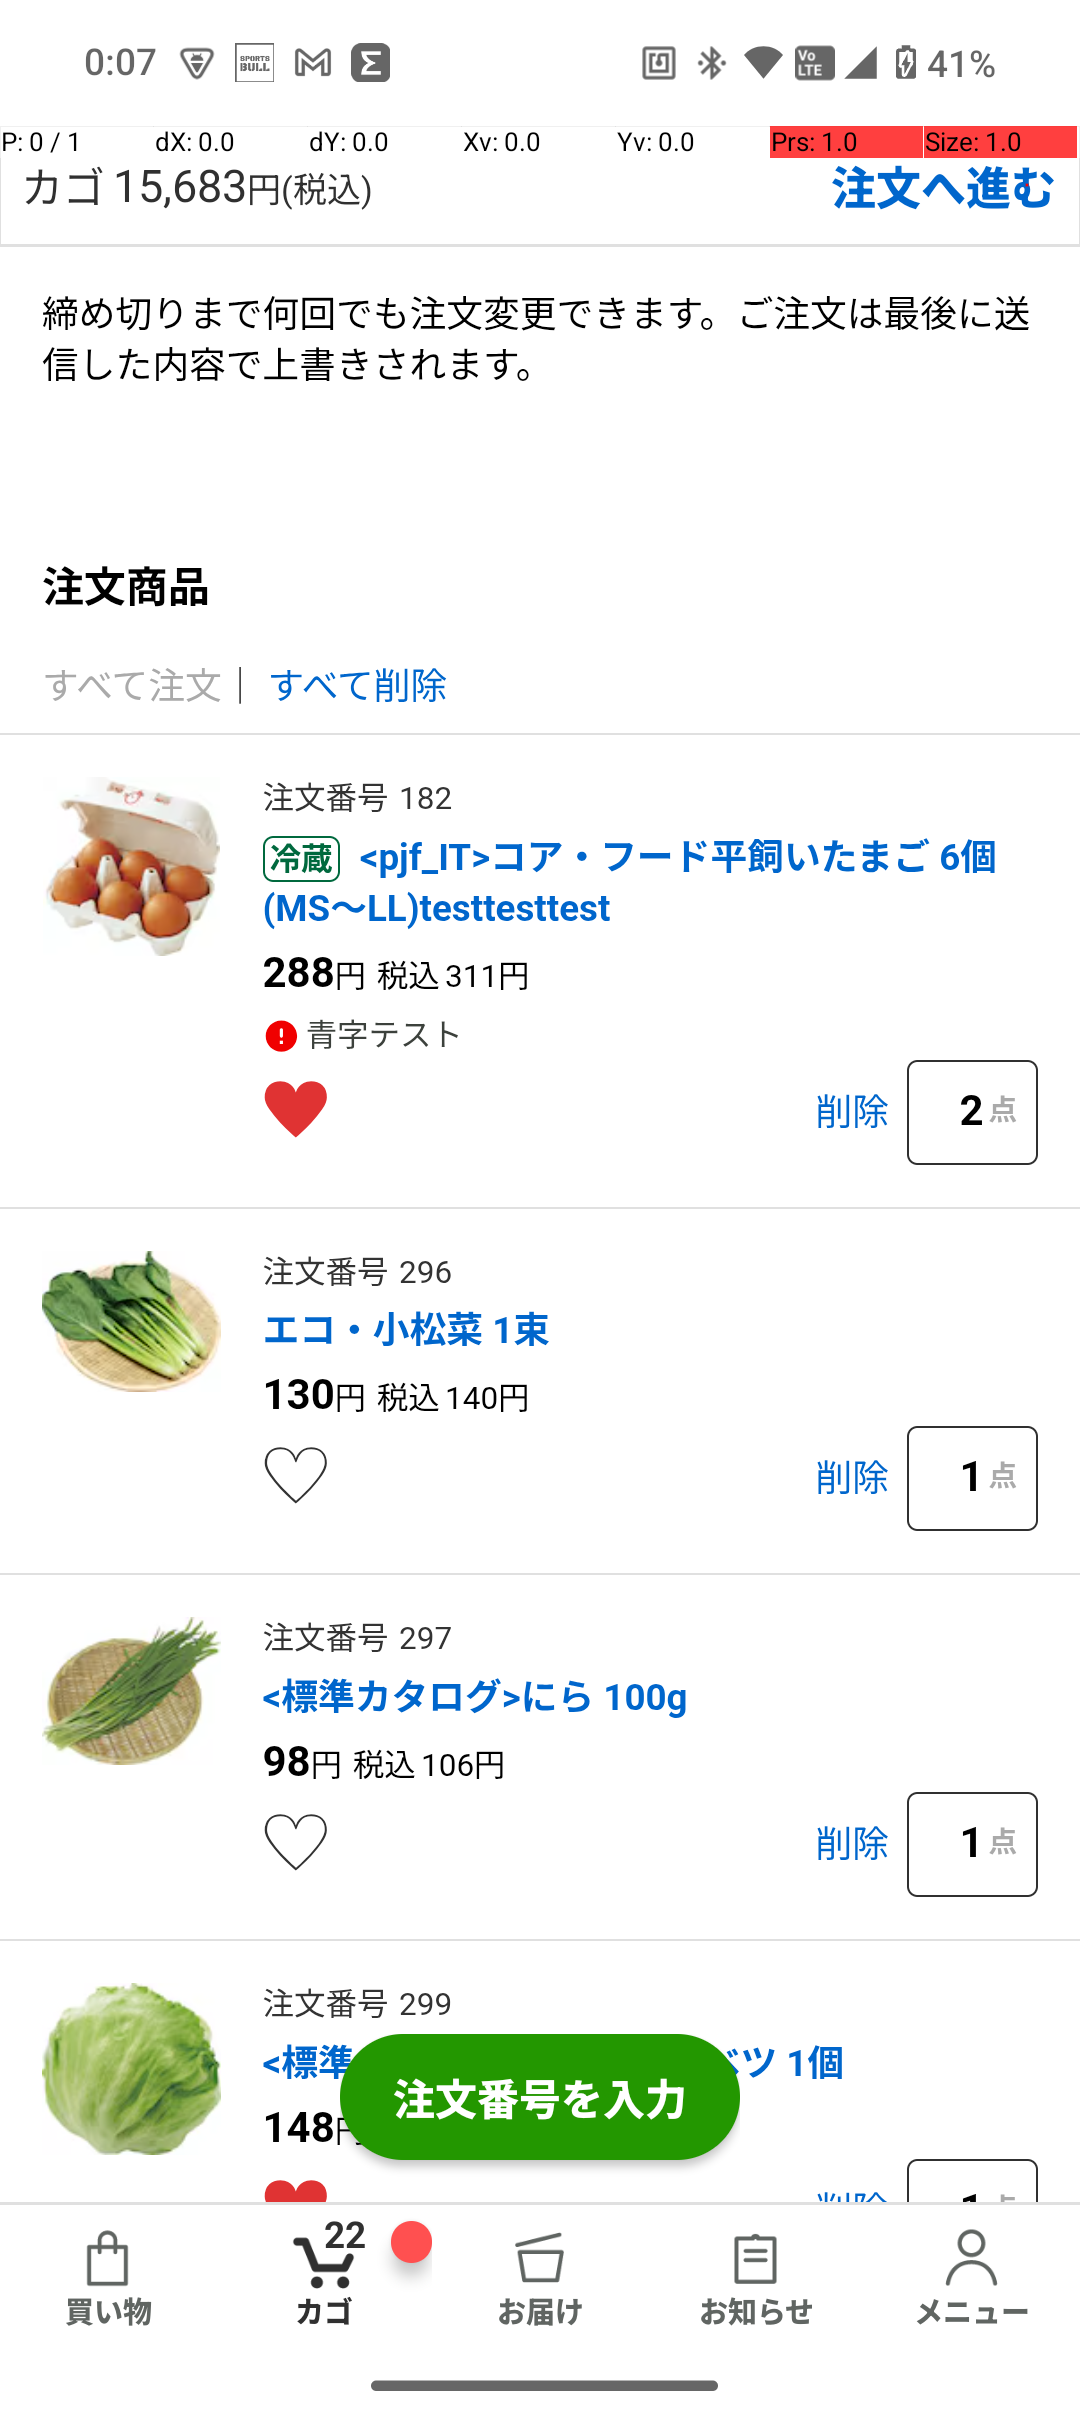 0:07 SPORTS BULL Vo LTE 41%
P: 0 / 1 dX: 0.0 dY: 0.0 Xv: 0.0 Yv: 0.0 Prs: 1.0 Size: 1.0
カゴ 15,683円(税込) 注文へ進む
締め切りまで何回でも注文変更できます。ご注文は最後に送
信した内容で上書きされます。
注文商品
すべて注文 | すべて削除
注文番号 182
冷蔵 <pjf_IT>コア・フード平飼いたまご 6個
(MS〜LL)testtesttest
288円 税込 311円
青字テスト
削除 2 点
注文番号 296
エコ・小松菜 1束
130円 税込 140円
削除 1 点
注文番号 297
<標準カタログ>にら 100g
98円 税込 106円
削除 1 点
注文番号 299
<標準 ベツ 1個
注文番号を入力
148円
削除 1 点
22
買い物 カゴ お届け お知らせ メニュー